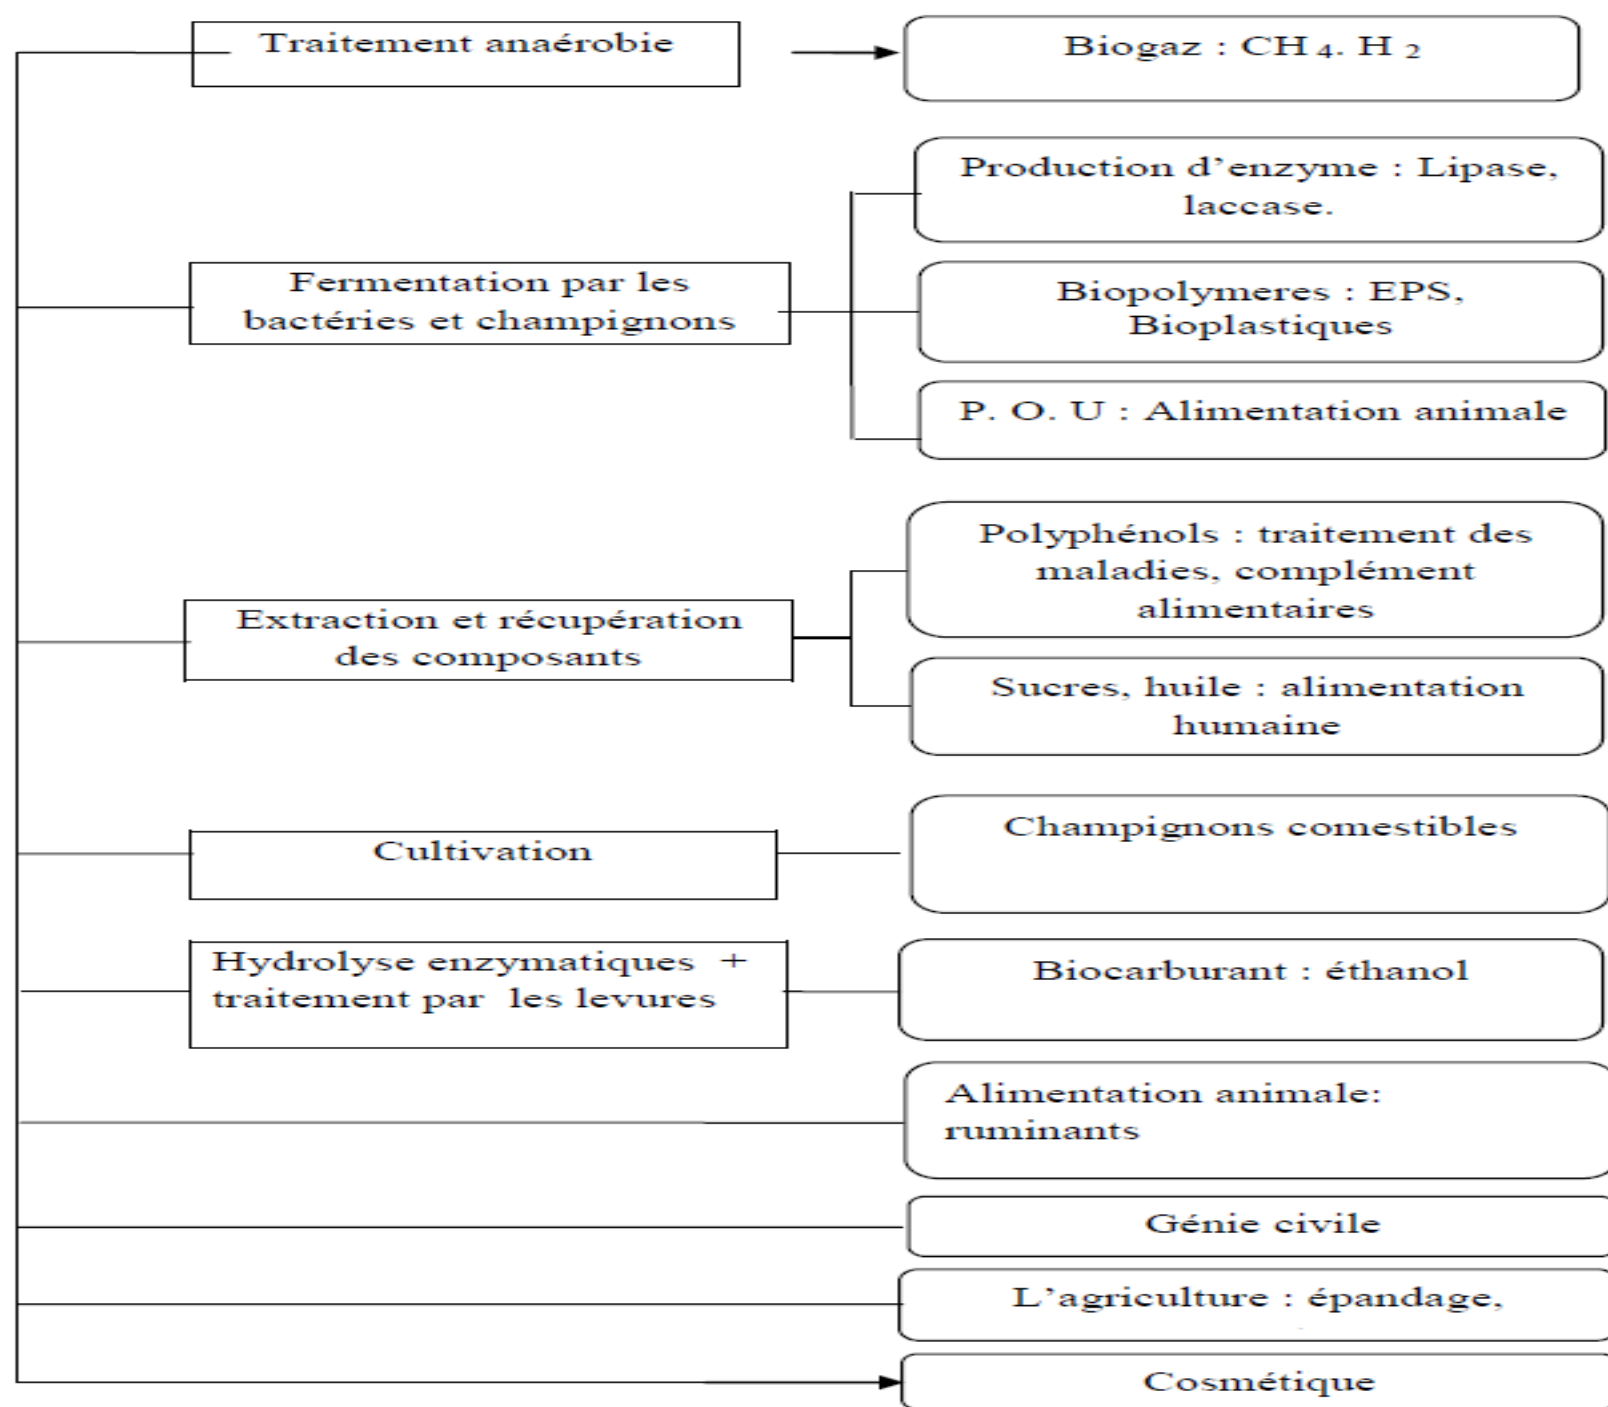 Traitement anaérobie
Biogaz : CH 4. H 2
Production d’enzyme : Lipase,
laccase.
Fermentation par les
bactéries et champignons
Biopolymeres : EPS,
Bioplastiques
P. O. U : Alimentation animale
Polyphénols : traitement des
maladies, complément
alimentaires
Extraction et récupération
des composants
Sucres, huile : alimentation
humaine
Cultivation
Champignons comestibles
Hydrolyse enzymatiques +
traitement par les levures
Biocarburant : éthanol
Alimentation animale:
ruminants
Génie civile
L’agriculture : épandage,
Cosmétique